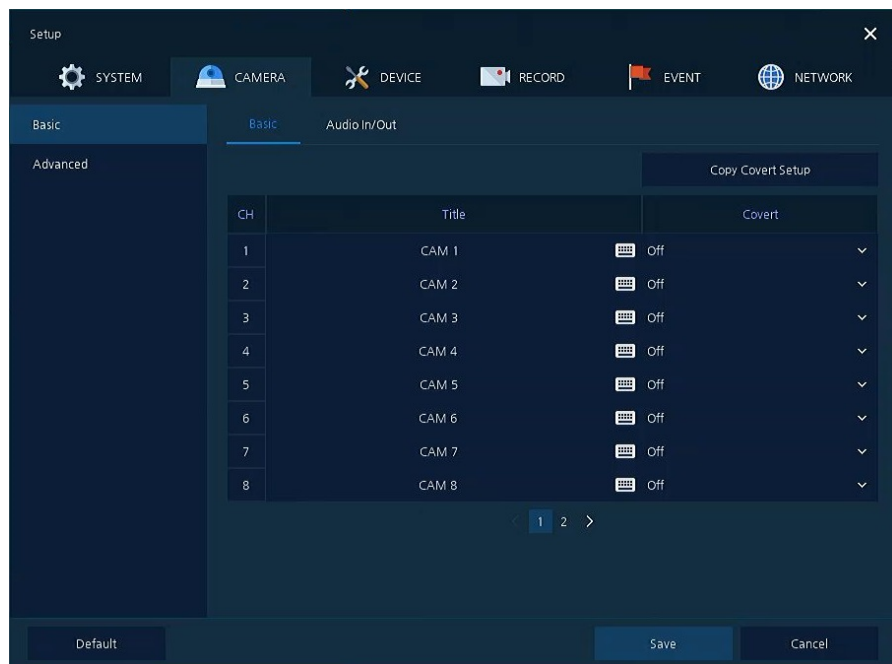 Setup
SYSTEM CAMERA DEVICE RECORD EVENT NETWORK
Basic Basic Audio In/Out
Advanced Copy Covert Setup
CH Title Covert
1 CAM 1 Off
2 CAM 2 Off
3 CAM 3 Off
4 CAM 4 Off
5 CAM 5 Off
6 CAM 6 Off
7 CAM 7 Off
8 CAM 8 Off
1 2
Default Save Cancel